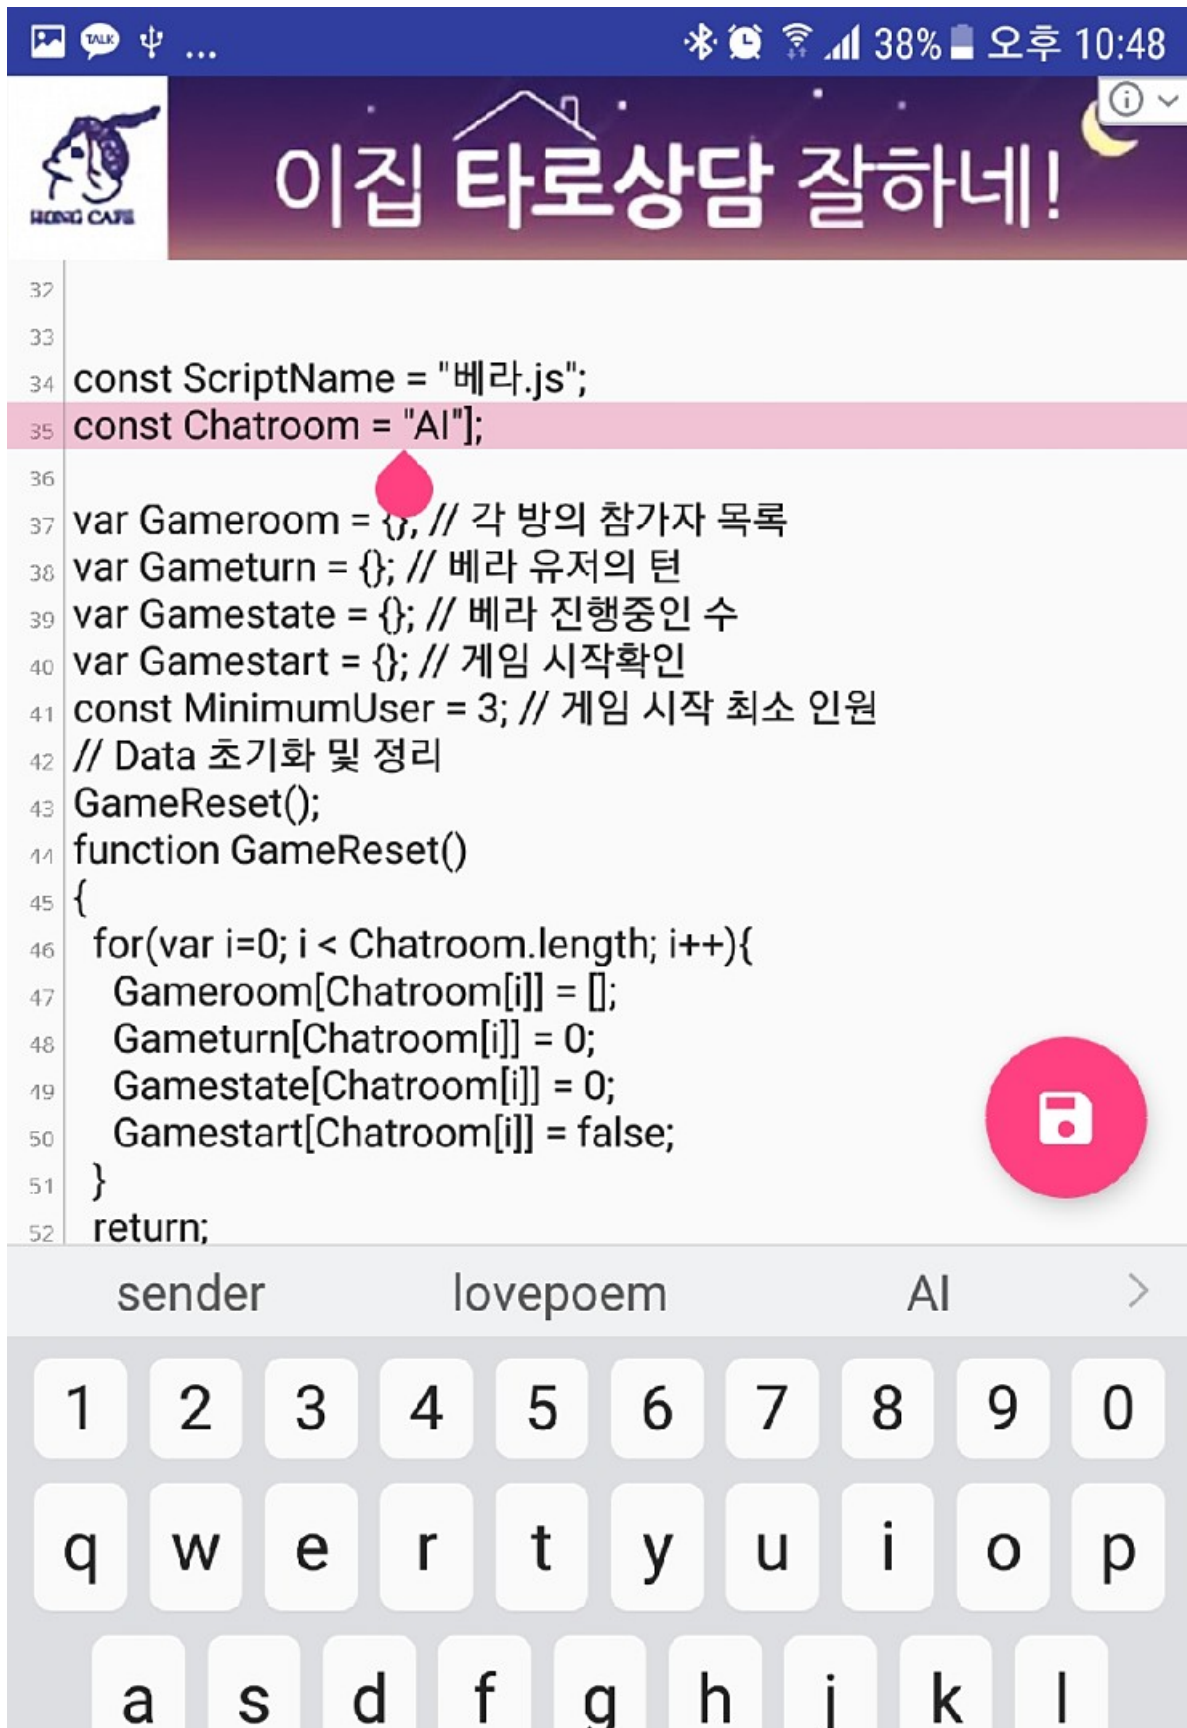 TALK ... 38% 오후 10:48
HONG CAFE
이집 타로상담 잘하네!
32
33
34 const ScriptName = "베라.js";
35 const Chatroom = "AI"];
36
37 var Gameroom = {}; // 각 방의 참가자 목록
38 var Gameturn = {}; // 베라 유저의 턴
39 var Gamestate = {}; // 베라 진행중인 수
40 var Gamestart = {}; // 게임 시작확인
41 const MinimumUser = 3; // 게임 시작 최소 인원
42 // Data 초기화 및 정리
43 GameReset();
44 function GameReset()
45 {
46 for(var i=0; i < Chatroom.length; i++){
47 Gameroom[Chatroom[i]] = [];
48 Gameturn[Chatroom[i]] = 0;
49 Gamestate[Chatroom[i]] = 0;
50 Gamestart[Chatroom[i]] = false;
51 }
52 return;
sender lovepoem AI
1 2 3 4 5 6 7 8 9 0
q w e r t y u i o p
a s d f g h j k l